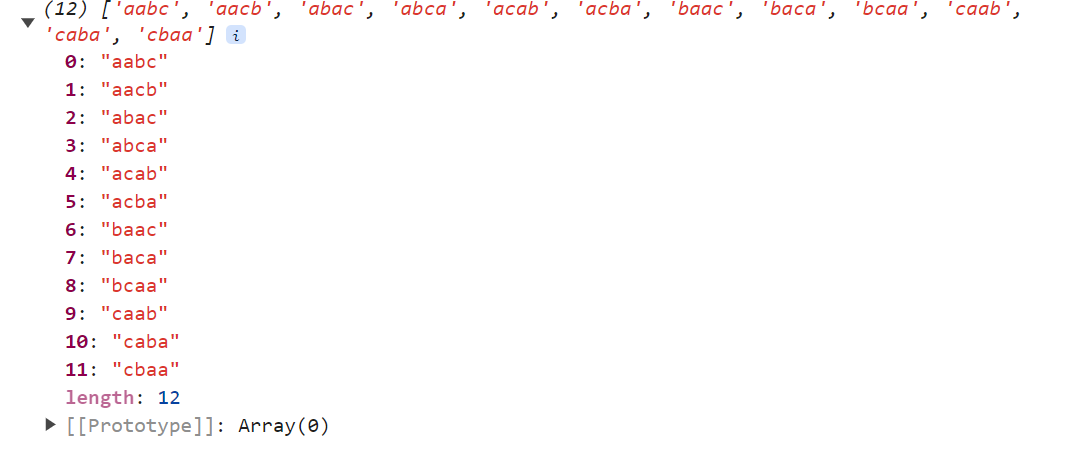 (12) ['aabc', 'aacb', 'abac', 'abca', 'acab', 'acba', 'baac', 'baca', 'bcaa', 'caab',
'caba', 'cbaa'] i
0: "aabc"
1: "aacb"
2: "abac"
3: "abca"
4: "acab"
5: "acba"
6: "baac"
7: "baca"
8: "bcaa"
9: "caab"
10: "caba"
11: "cbaa"
length: 12
[[Prototype]]: Array(0)